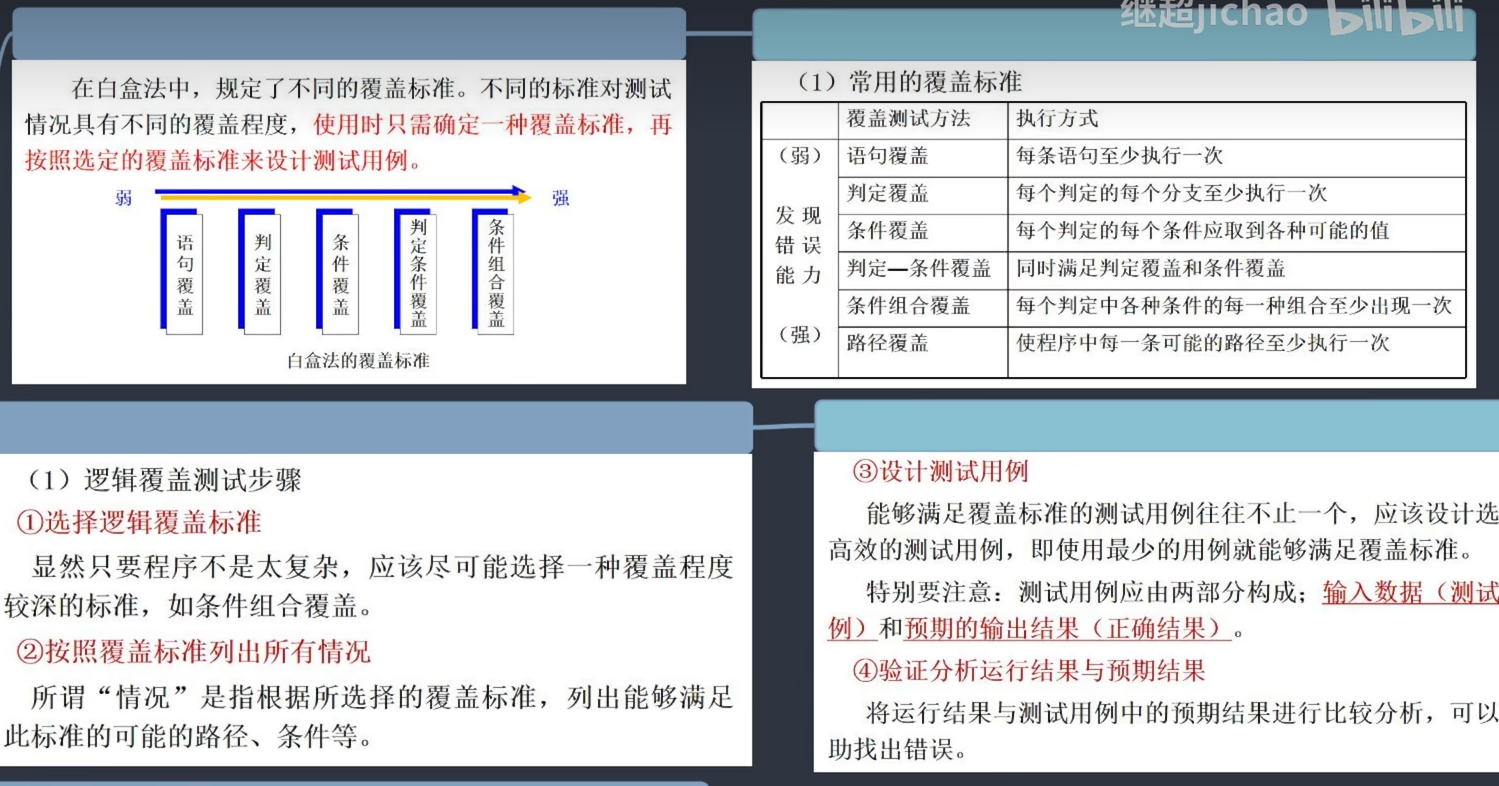 继超jichao bilibili
在白盒法中，规定了不同的覆盖标准。不同的标准对测试
情况具有不同的覆盖程度，使用时只需确定一种覆盖标准，再
按照选定的覆盖标准来设计测试用例。
弱 强
语句覆盖 判定覆盖 条件覆盖 判定条件覆盖 条件组合覆盖
白盒法的覆盖标准
（1）常用的覆盖标准
覆盖测试方法 执行方式
（弱） 语句覆盖 每条语句至少执行一次
判定覆盖 每个判定的每个分支至少执行一次
发现错误能力
条件覆盖 每个判定的每个条件应取到各种可能的值
判定—条件覆盖 同时满足判定覆盖和条件覆盖
条件组合覆盖 每个判定中各种条件的每一种组合至少出现一次
（强） 路径覆盖 使程序中每一条可能的路径至少执行一次
（1）逻辑覆盖测试步骤
①选择逻辑覆盖标准
显然只要程序不是太复杂，应该尽可能选择一种覆盖程度
较深的标准，如条件组合覆盖。
②按照覆盖标准列出所有情况
所谓“情况”是指根据所选择的覆盖标准，列出能够满足
此标准的可能的路径、条件等。
③设计测试用例
能够满足覆盖标准的测试用例往往不止一个，应该设计选
高效的测试用例，即使用最少的用例就能够满足覆盖标准。
特别要注意：测试用例应由两部分构成；输入数据（测试
例）和预期的输出结果（正确结果）。
④验证分析运行结果与预期结果
将运行结果与测试用例中的预期结果进行比较分析，可以
助找出错误。